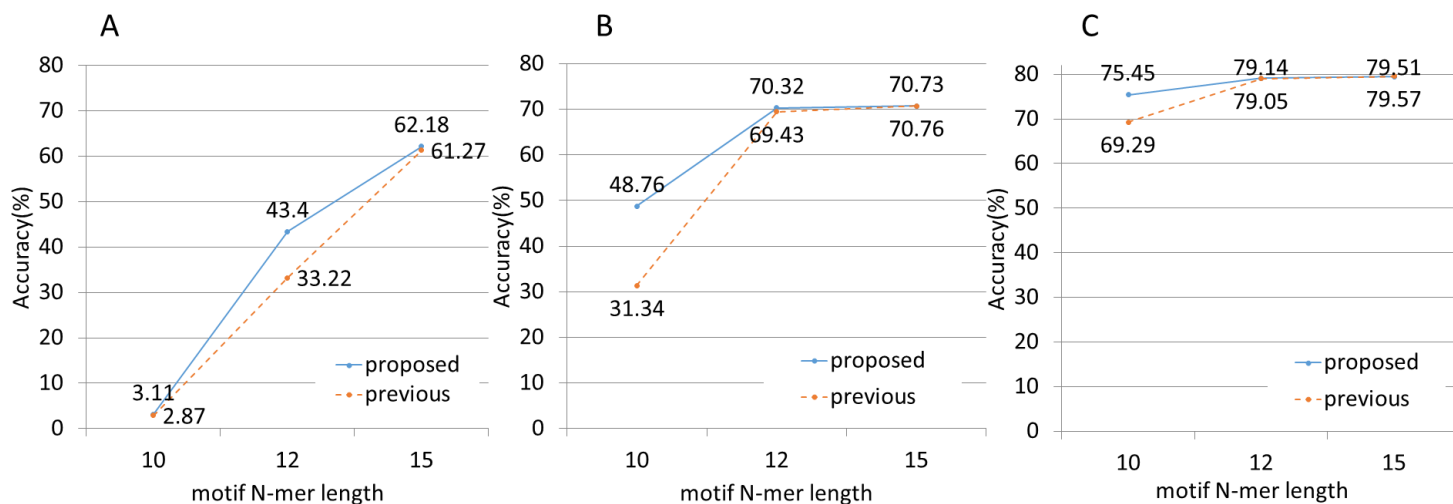 A
80
70
60
50
40
30
20
10
0
Accuracy(%)
3.11
2.87
43.4
33.22
62.18
61.27
proposed
previous
10 12 15
motif N-mer length
B
80
70
60
50
40
30
20
10
0
Accuracy(%)
48.76
31.34
70.32
69.43
70.73
70.76
proposed
previous
10 12 15
motif N-mer length
C
80
70
60
50
40
30
20
10
0
Accuracy(%)
75.45
69.29
79.14
79.05
79.51
79.57
proposed
previous
10 12 15
motif N-mer length